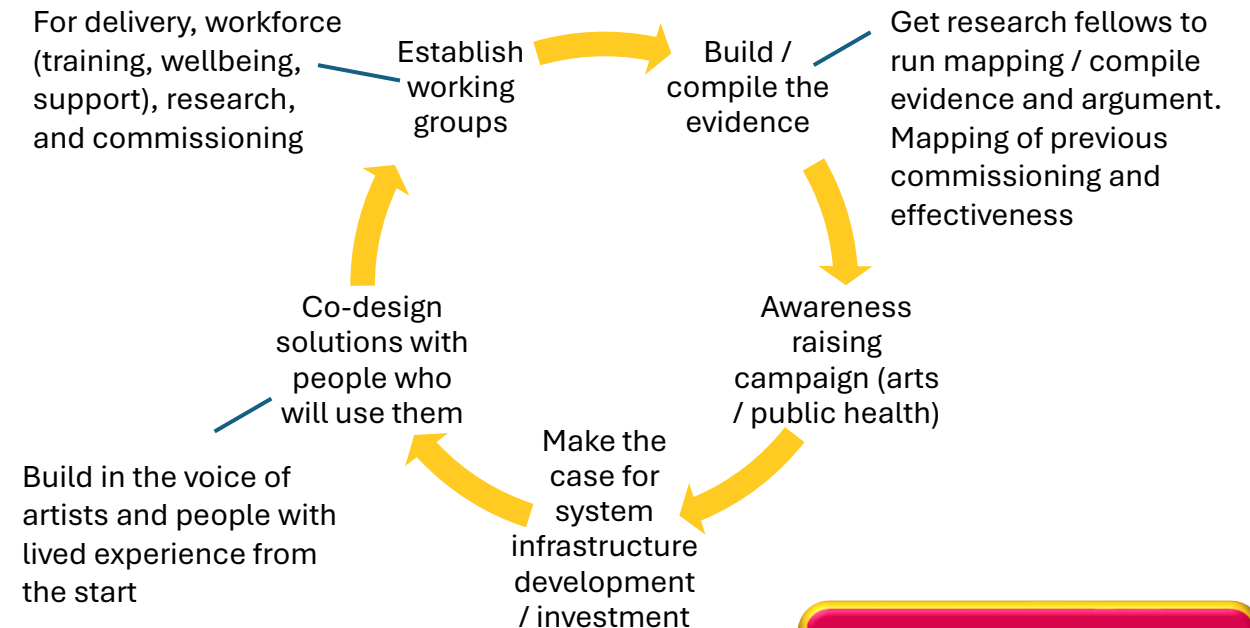 For delivery, workforce
(training, wellbeing,
support), research,
and commissioning
Establish
working
groups
Build /
compile the
evidence
Get research fellows to
run mapping / compile
evidence and argument.
Mapping of previous
commissioning and
effectiveness
Awareness
raising
campaign (arts
/ public health)
Make the
case for
system
infrastructure
development
/ investment
Co-design
solutions with
people who
will use them
Build in the voice of
artists and people with
lived experience from
the start